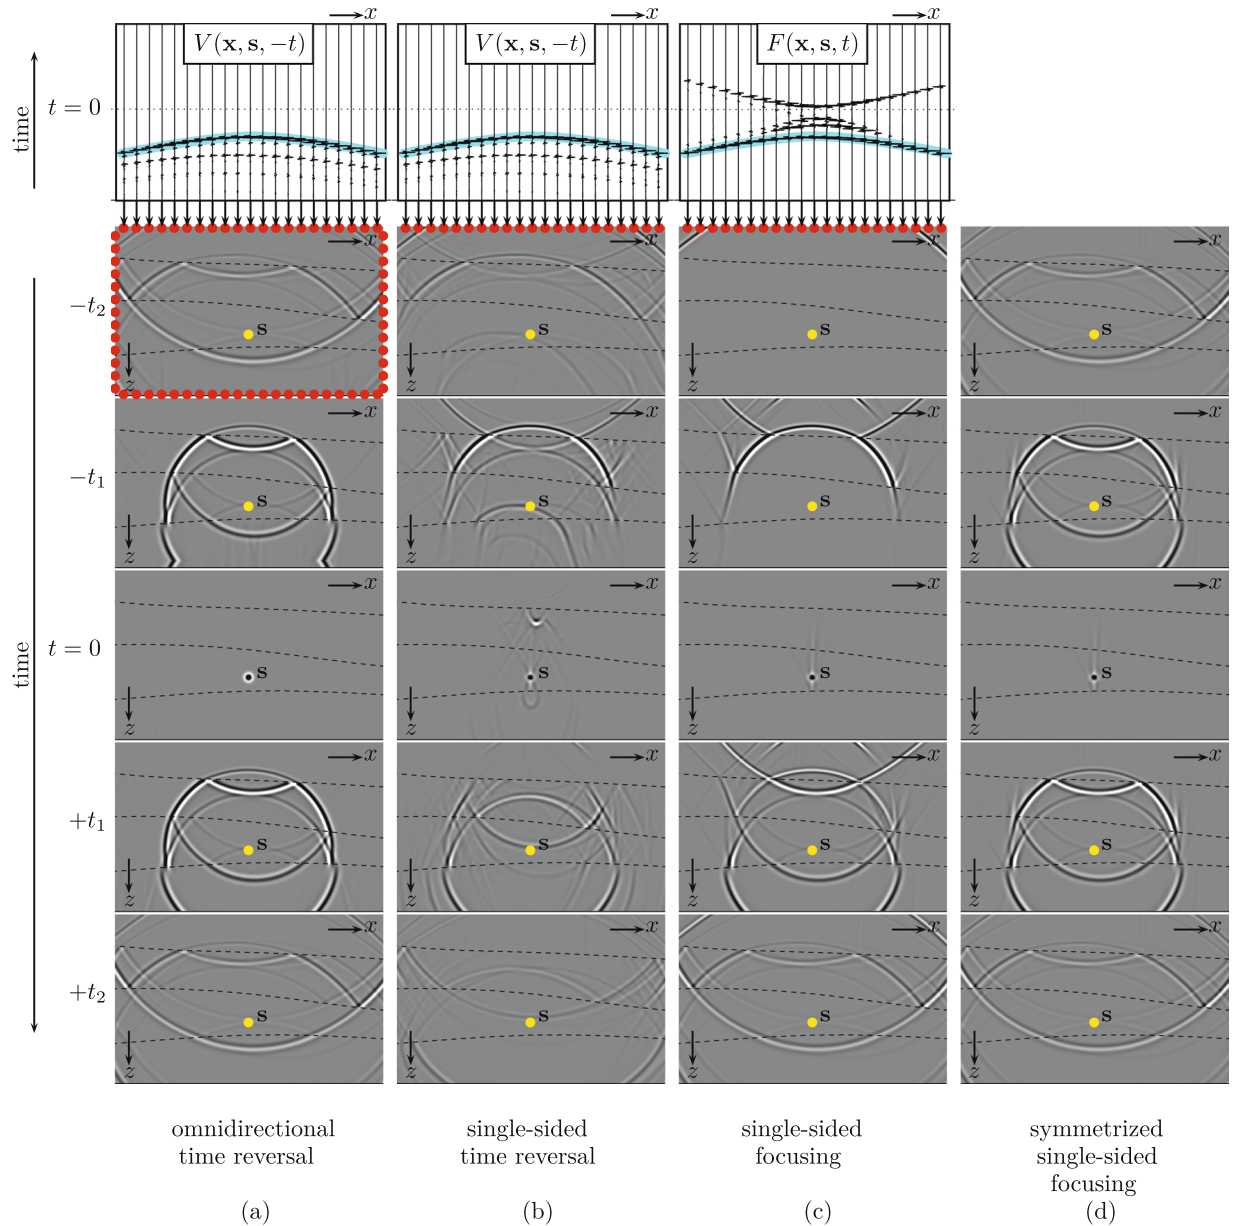 x
x
V(x, s, −t)
V(x, s, −t)
F(x, s, t)
time
t = 0
x
x
x
x
−t₂
s
s
s
s
z
z
z
z
x
x
x
x
−t₁
s
s
s
s
z
z
z
z
x
x
x
x
time
t = 0
s
s
s
s
z
z
z
z
x
x
x
x
+t₁
s
s
s
s
z
z
z
z
x
x
x
x
+t₂
s
s
s
s
z
z
z
z
omnidirectional
time reversal
(a)
single-sided
time reversal
(b)
single-sided
focusing
(c)
symmetrized
single-sided
focusing
(d)